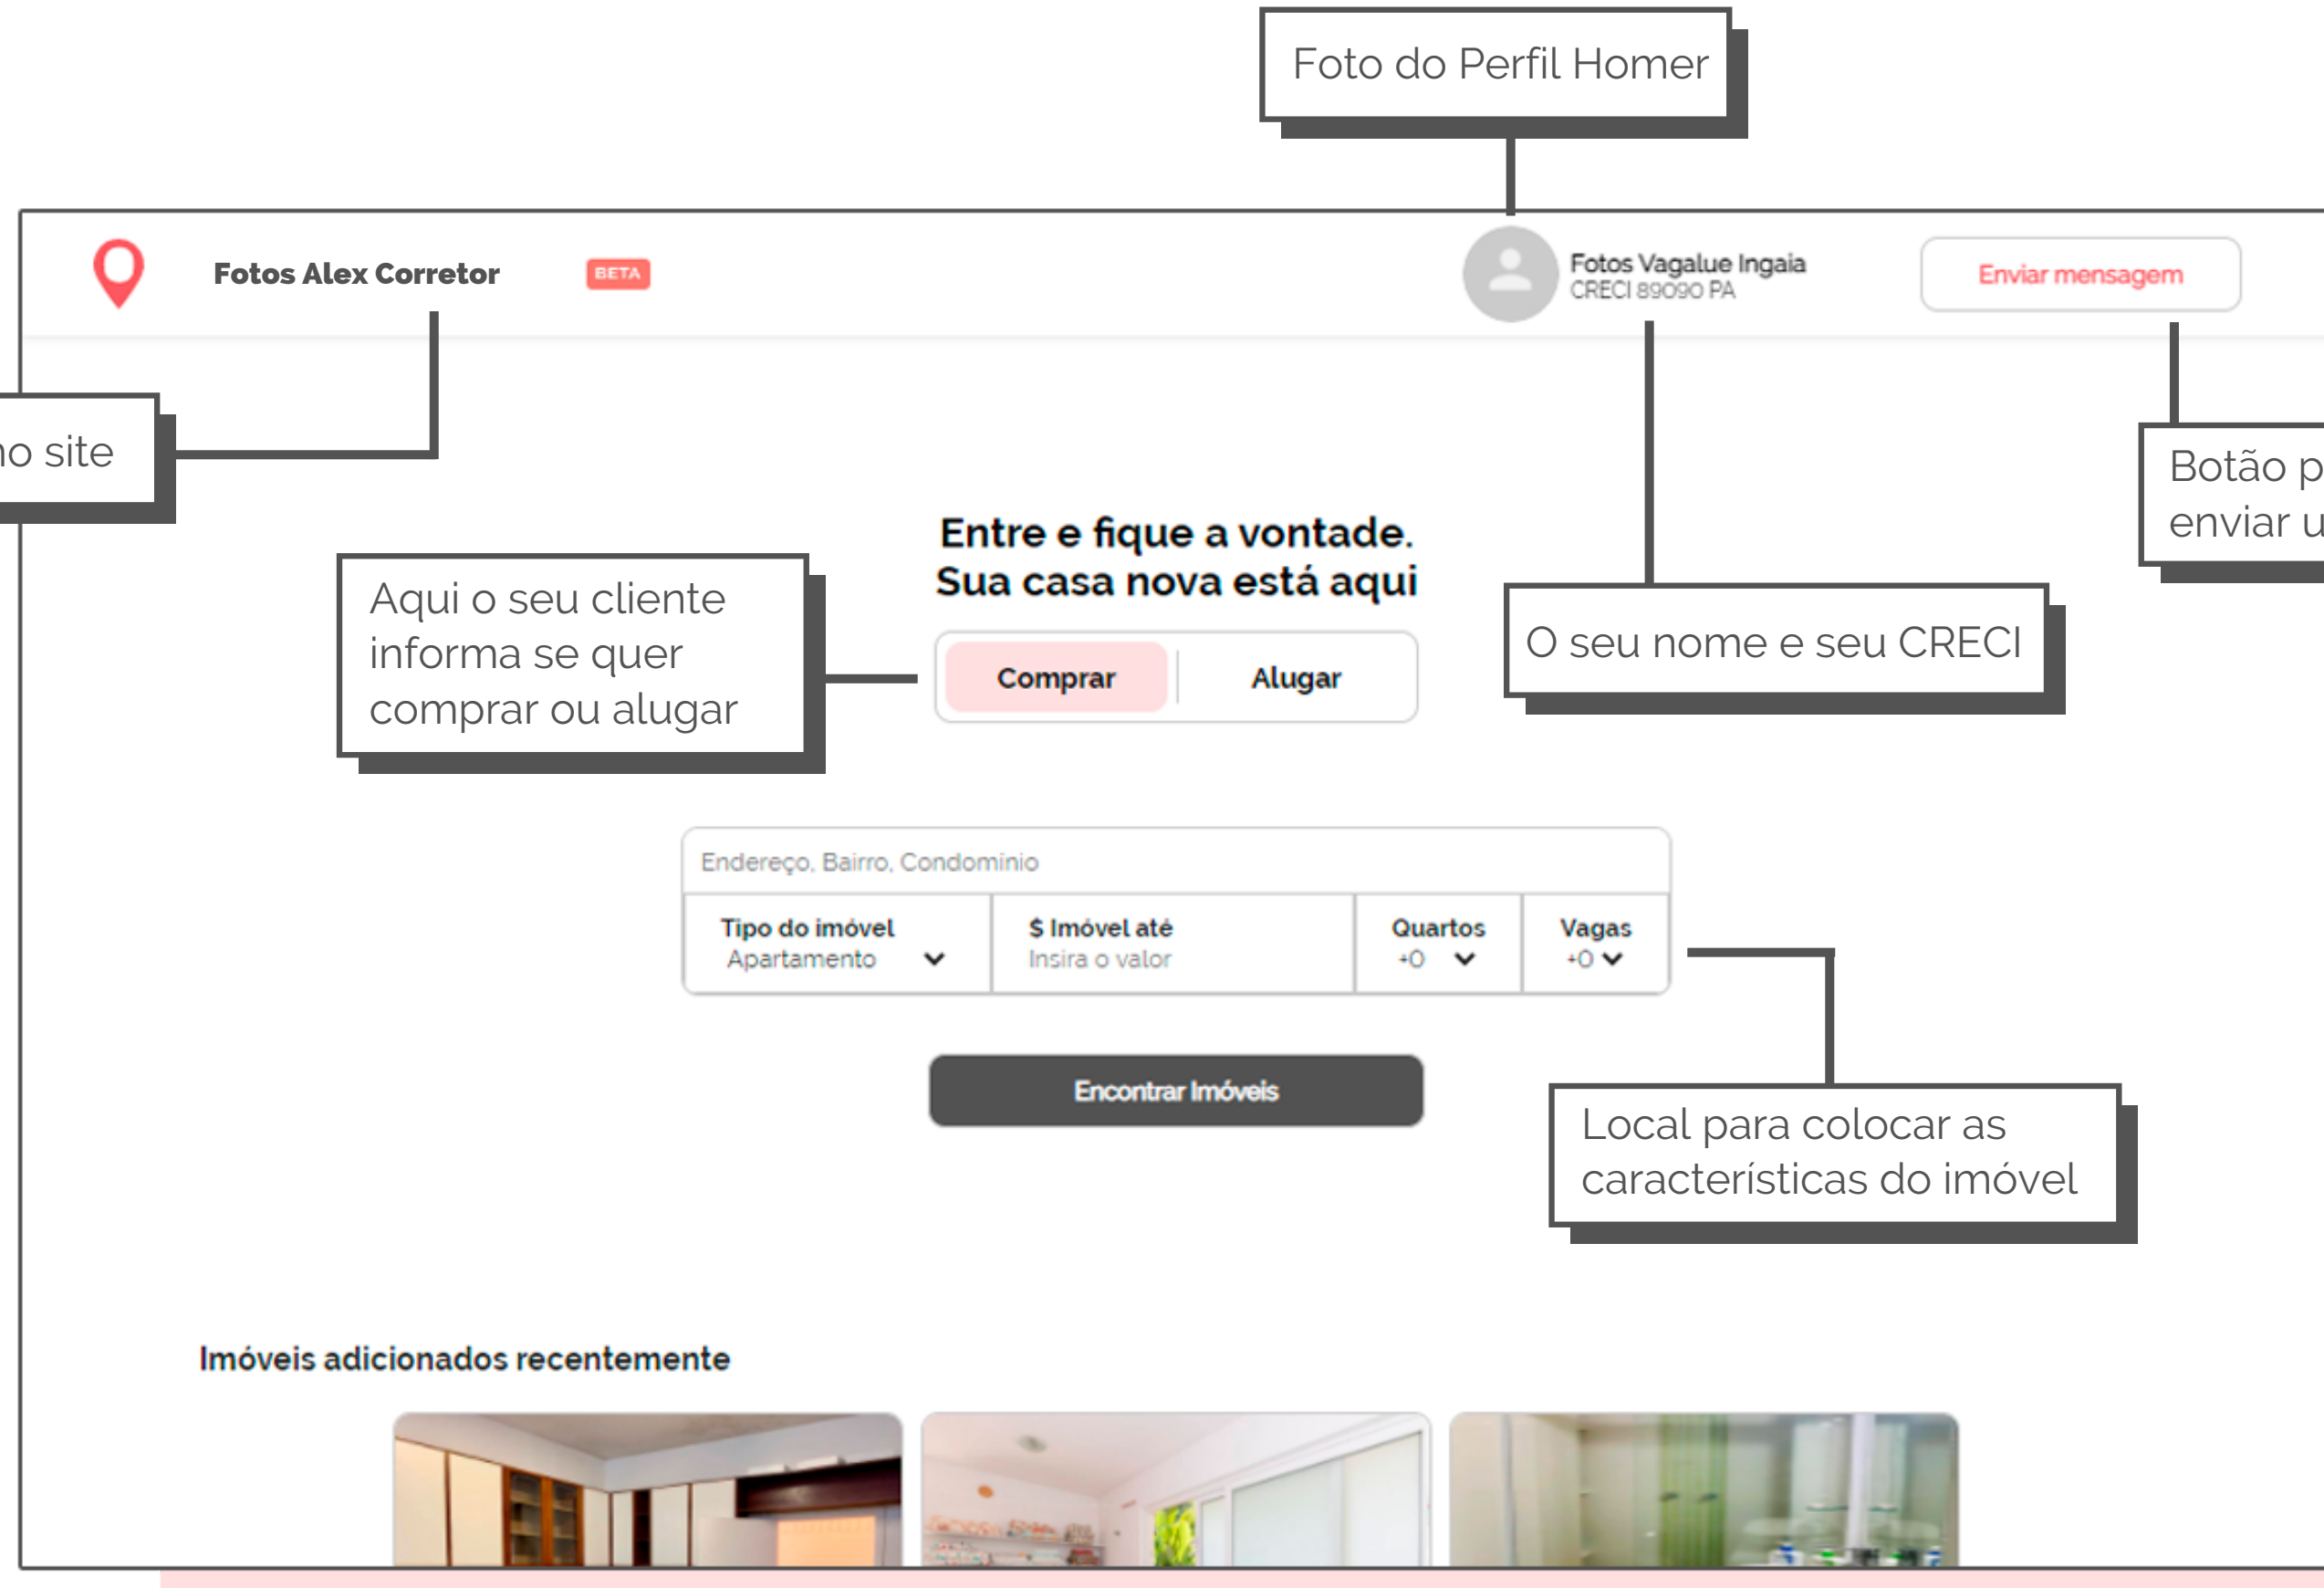 Foto do Perfil Homer
Fotos Alex Corretor
BETA
Fotos Vagalue Ingaia
CRECI 89090 PA
Enviar mensagem
site
Botão
enviar
Entre e fique a vontade.
Sua casa nova está aqui
Aqui o seu cliente
informa se quer
comprar ou alugar
Comprar
Alugar
O seu nome e seu CRECI
Endereço, Bairro, Condominio
Tipo do imóvel
Apartamento
$ Imóvel até
Insira o valor
Quartos
+0
Vagas
+0
Encontrar Imóveis
Local para colocar as
características do imóvel
Imóveis adicionados recentemente